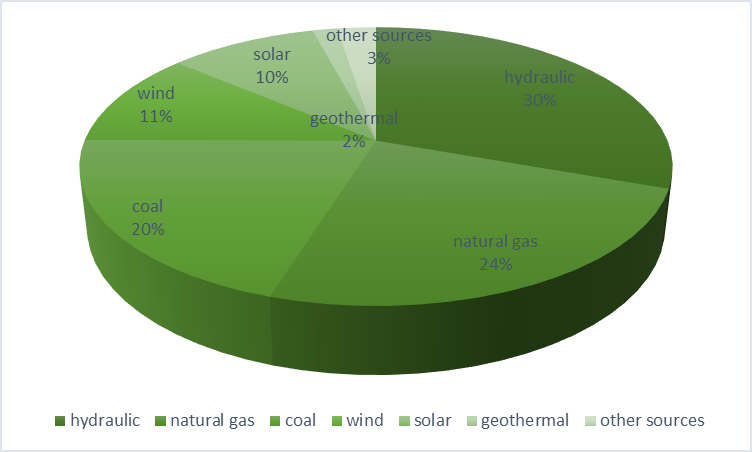 other sources
3%
solar
10%
hydraulic
30%
wind
11%
geothermal
2%
coal
20%
natural gas
24%
hydraulic natural gas coal wind solar geothermal other sources